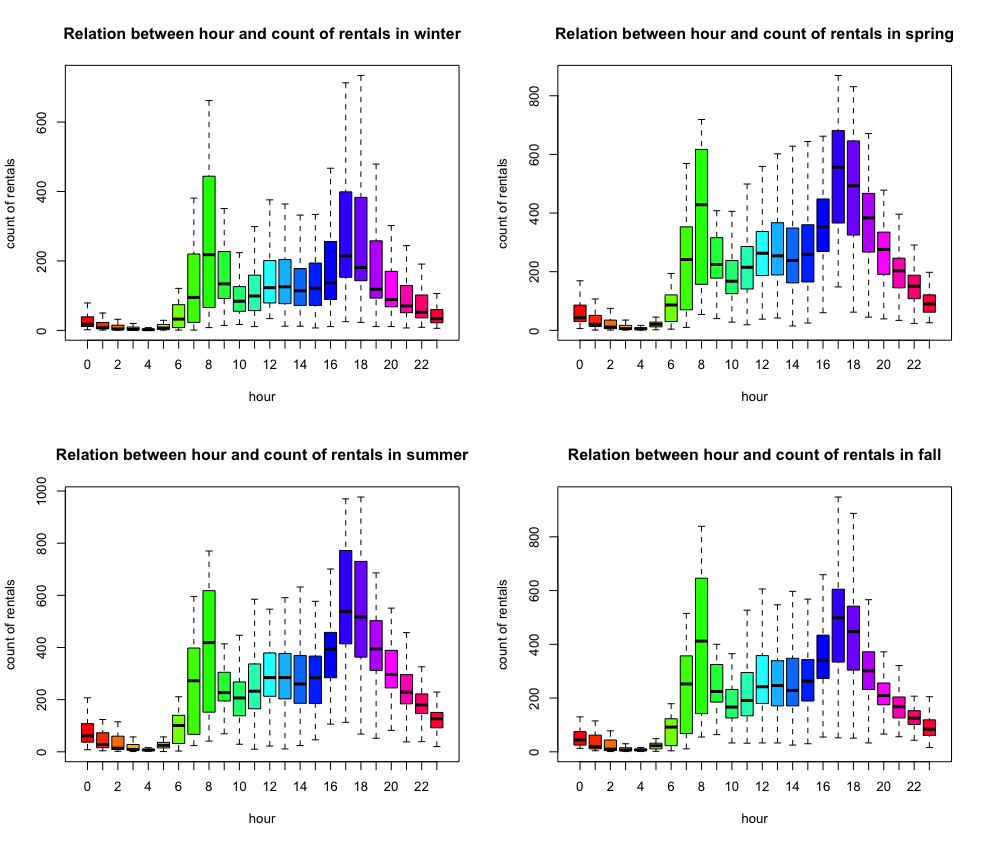 Relation between hour and count of rentals in winter
count of rentals
0 200 400 600
0 2 4 6 8 10 12 14 16 18 20 22
hour
Relation between hour and count of rentals in spring
count of rentals
0 200 400 600 800
0 2 4 6 8 10 12 14 16 18 20 22
hour
Relation between hour and count of rentals in summer
count of rentals
0 200 400 600 800 1000
0 2 4 6 8 10 12 14 16 18 20 22
hour
Relation between hour and count of rentals in fall
count of rentals
0 200 400 600 800
0 2 4 6 8 10 12 14 16 18 20 22
hour